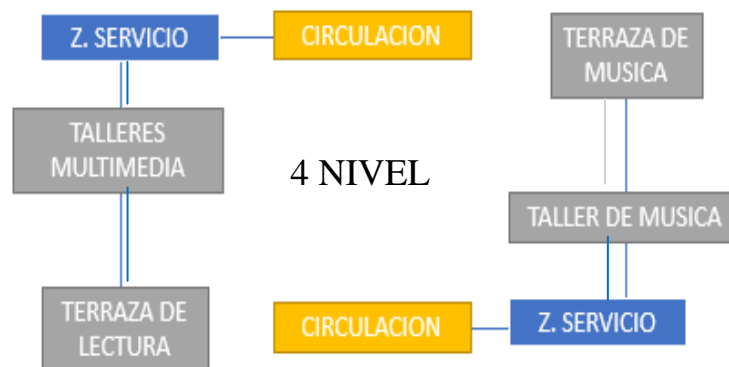 Z. SERVICIO
CIRCULACION
TERRAZA DE
MUSICA
TALLERES
MULTIMEDIA
4 NIVEL
TALLER DE MUSICA
TERRAZA DE
LECTURA
CIRCULACION
Z. SERVICIO